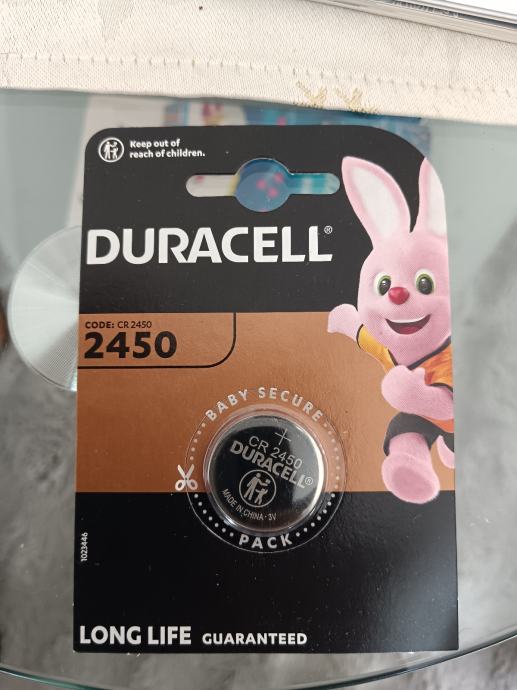 Keep out of
reach of children.
DURACELL®
CODE: CR 2450
2450
BABY SECURE
+
CR 2450
DURACELL®
MADE IN CHINA · 3V
PACK
1023446
LONG LIFE GUARANTEED